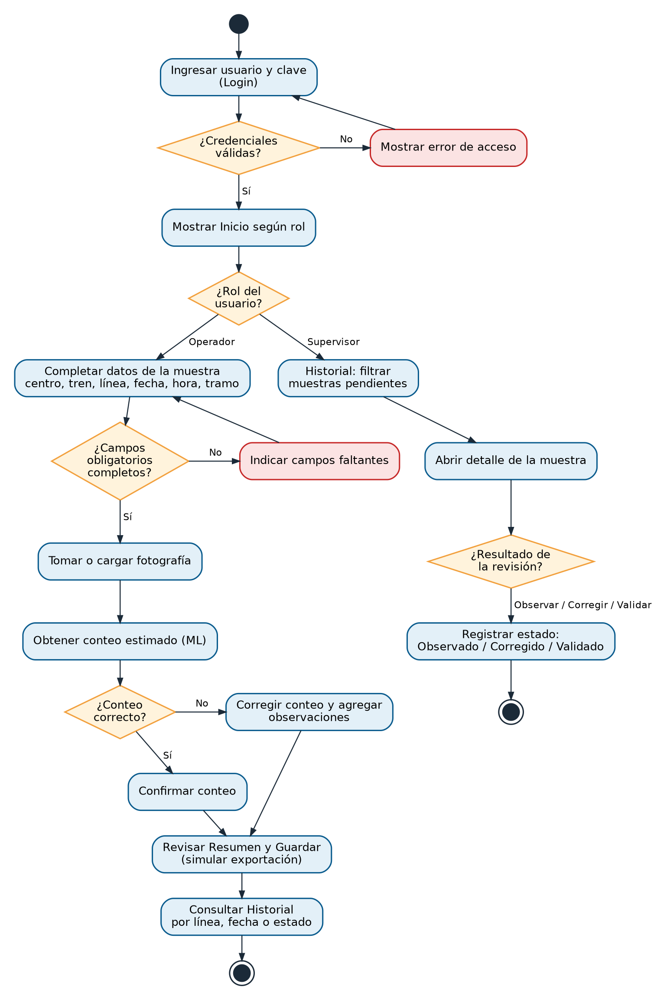 Ingresar usuario y clave
(Login)
¿Credenciales
válidas?
No
Mostrar error de acceso
Sí
Mostrar Inicio según rol
¿Rol del
usuario?
Operador
Supervisor
Completar datos de la muestra
centro, tren, línea, fecha, hora, tramo
Historial: filtrar
muestras pendientes
¿Campos
obligatorios
completos?
No
Indicar campos faltantes
Abrir detalle de la muestra
Sí
Tomar o cargar fotografía
¿Resultado de
la revisión?
Observar / Corregir / Validar
Obtener conteo estimado (ML)
Registrar estado:
Observado / Corregido / Validado
¿Conteo
correcto?
No
Corregir conteo y agregar
observaciones
Sí
Confirmar conteo
Revisar Resumen y Guardar
(simular exportación)
Consultar Historial
por línea, fecha o estado